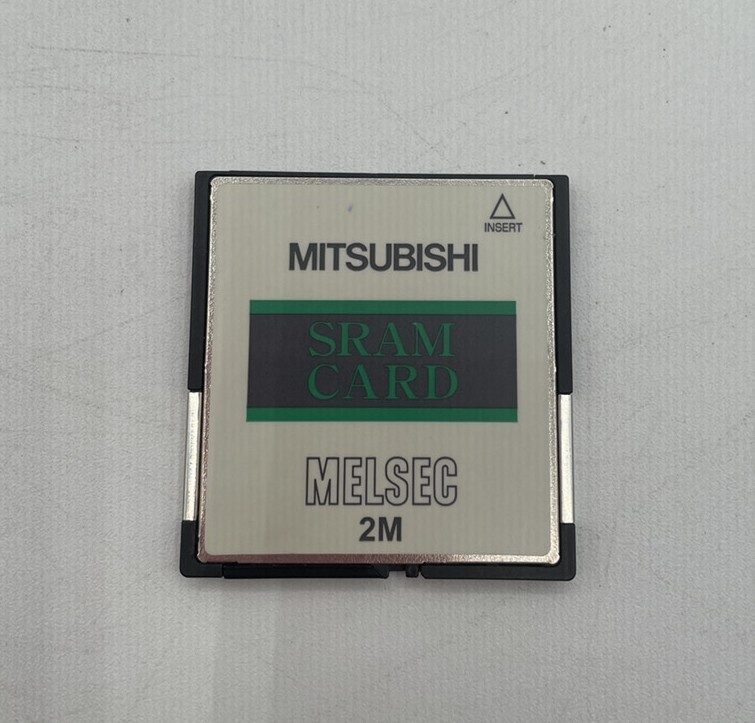 INSERT
MITSUBISHI
SRAM
CARD
MELSEC
2M